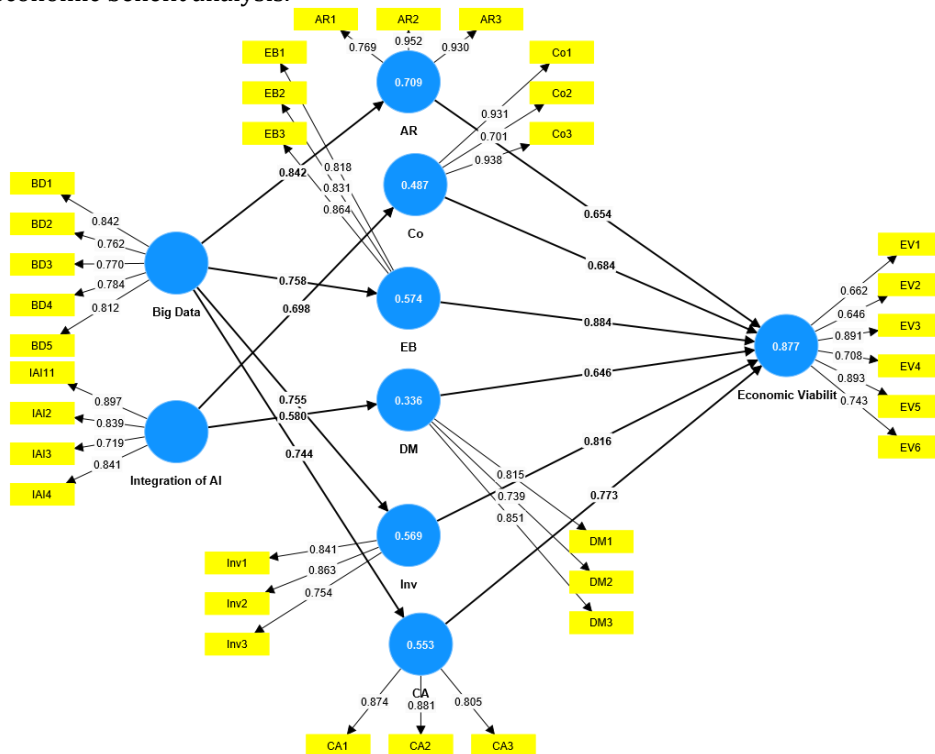 economic benefit analysis.
AR1 AR2 AR3
0.769 0.952 0.930
EB1
EB2
EB3
0.709
AR
Co1
Co2
Co3
0.931
0.701
0.938
0.818
0.831
0.864
0.842
0.487
Co
0.654
BD1
BD2
BD3
BD4
BD5
0.842
0.762
0.770
0.784
0.812
Big Data
0.758
0.698
0.574
EB
0.684
0.884
EV1
EV2
EV3
EV4
EV5
EV6
0.662
0.646
0.891
0.708
0.893
0.743
0.877
Economic Viabilit
IAI11
IAI2
IAI3
IAI4
0.897
0.839
0.719
0.841
Integration of AI
0.755
0.580
0.744
0.336
DM
0.646
0.816
0.773
0.815
0.739
0.851
DM1
DM2
DM3
0.569
Inv
Inv1
Inv2
Inv3
0.841
0.863
0.754
0.553
CA
0.874 0.881 0.805
CA1 CA2 CA3